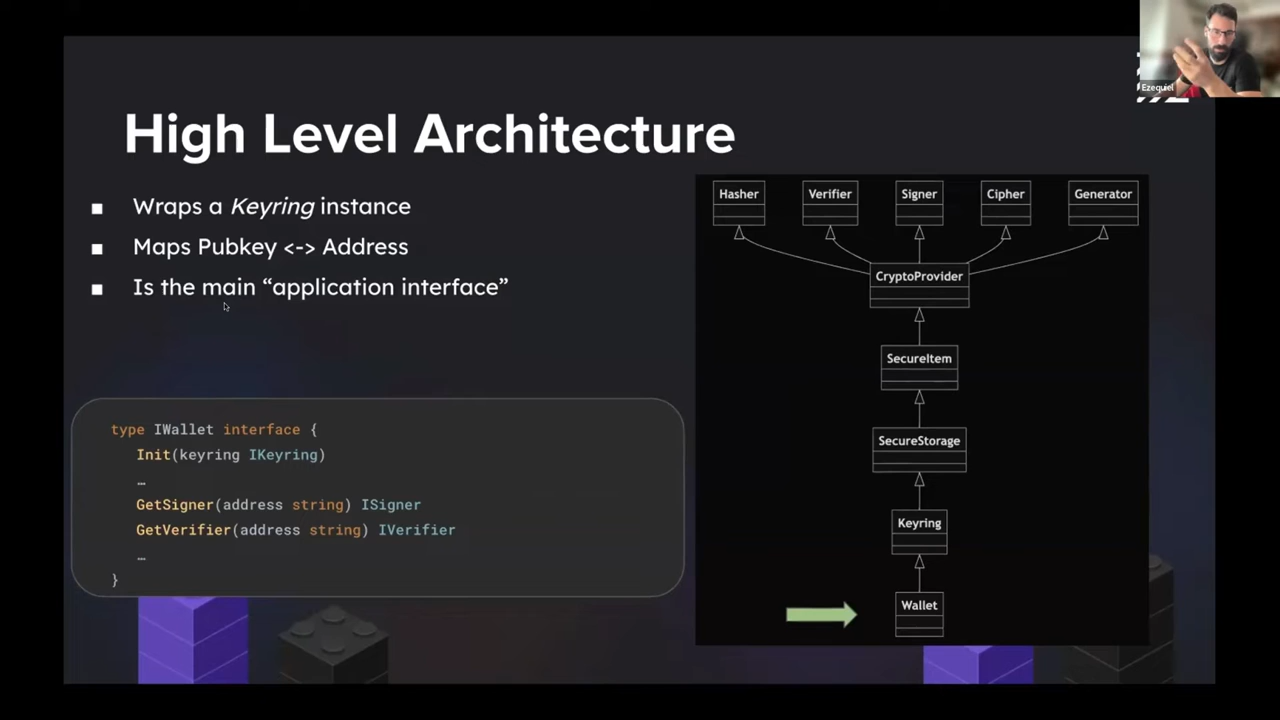 Ezequiel
High Level Architecture
■ Wraps a Keyring instance
■ Maps Pubkey <-> Address
■ Is the main “application interface”
type IWallet interface {
Init(keyring IKeyring)
…
GetSigner(address string) ISigner
GetVerifier(address string) IVerifier
…
}
Hasher
Verifier
Signer
Cipher
Generator
CryptoProvider
SecureItem
SecureStorage
Keyring
Wallet